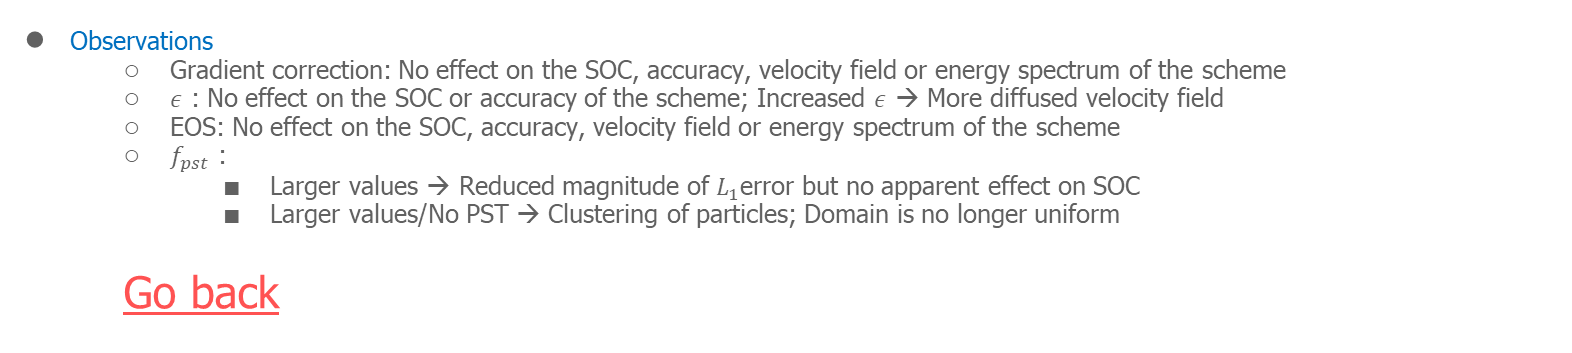 ● Observations
○ Gradient correction: No effect on the SOC, accuracy, velocity field or energy spectrum of the scheme
○ ϵ : No effect on the SOC or accuracy of the scheme; Increased ϵ → More diffused velocity field
○ EOS: No effect on the SOC, accuracy, velocity field or energy spectrum of the scheme
○ f_pst :
■ Larger values → Reduced magnitude of L₁error but no apparent effect on SOC
■ Larger values/No PST → Clustering of particles; Domain is no longer uniform
Go back